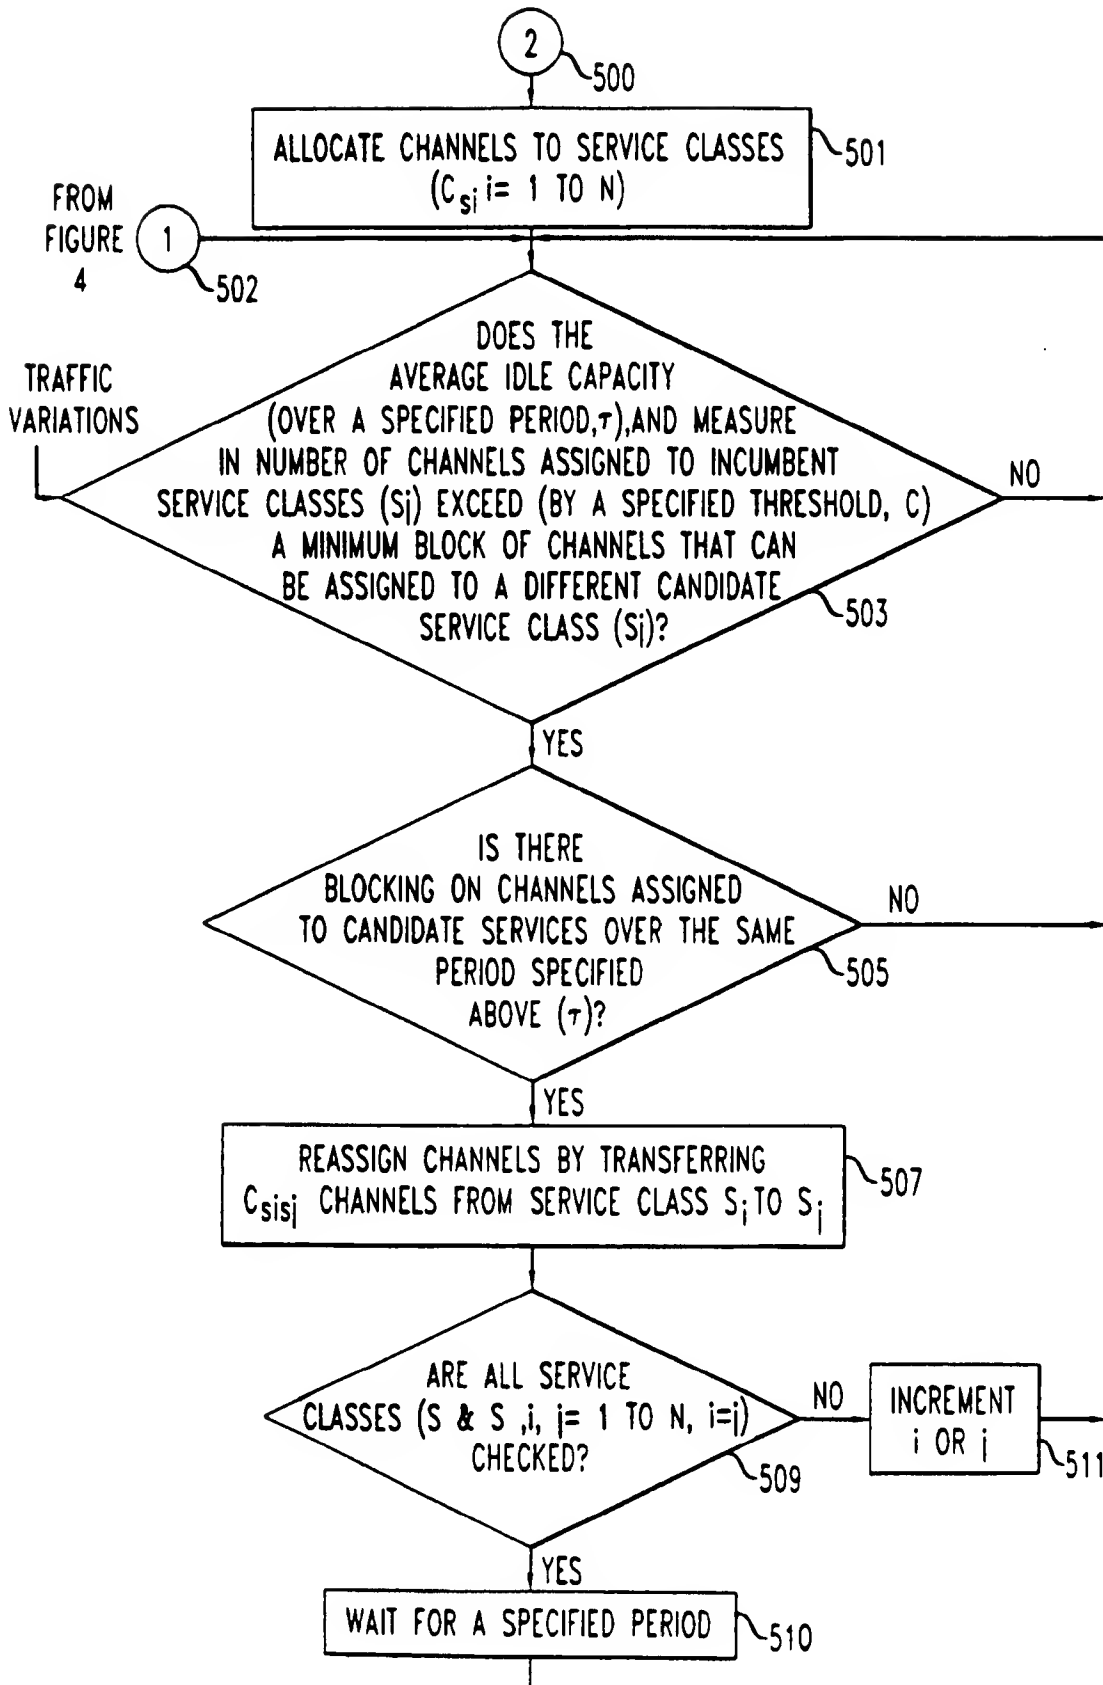 2
500
ALLOCATE CHANNELS TO SERVICE CLASSES
(Csi i= 1 TO N)
501
FROM
FIGURE
4
1
502
TRAFFIC
VARIATIONS
DOES THE
AVERAGE IDLE CAPACITY
(OVER A SPECIFIED PERIOD,τ),AND MEASURE
IN NUMBER OF CHANNELS ASSIGNED TO INCUMBENT
SERVICE CLASSES (Si) EXCEED (BY A SPECIFIED THRESHOLD, C)
A MINIMUM BLOCK OF CHANNELS THAT CAN
BE ASSIGNED TO A DIFFERENT CANDIDATE
SERVICE CLASS (Sj)?
NO
503
YES
IS THERE
BLOCKING ON CHANNELS ASSIGNED
TO CANDIDATE SERVICES OVER THE SAME
PERIOD SPECIFIED
ABOVE (τ)?
NO
505
YES
REASSIGN CHANNELS BY TRANSFERRING
Csisj CHANNELS FROM SERVICE CLASS Si TO Sj
507
ARE ALL SERVICE
CLASSES (S & S ,i, j= 1 TO N, i=j)
CHECKED?
NO
509
INCREMENT
i OR j
511
YES
WAIT FOR A SPECIFIED PERIOD
510